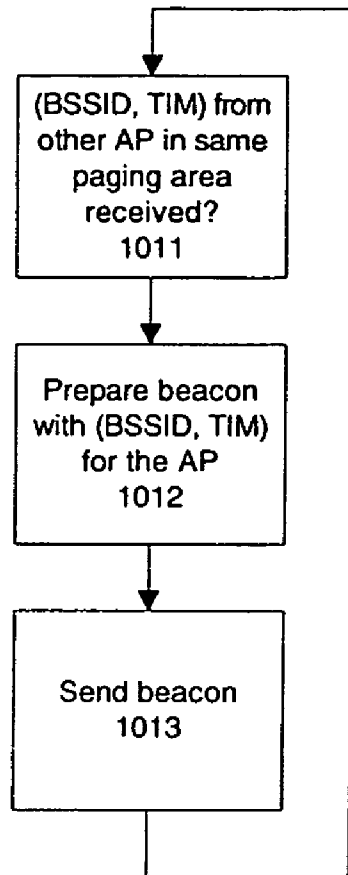 (BSSID, TIM) from
other AP in same
paging area
received?
1011
Prepare beacon
with (BSSID, TIM)
for the AP
1012
Send beacon
1013